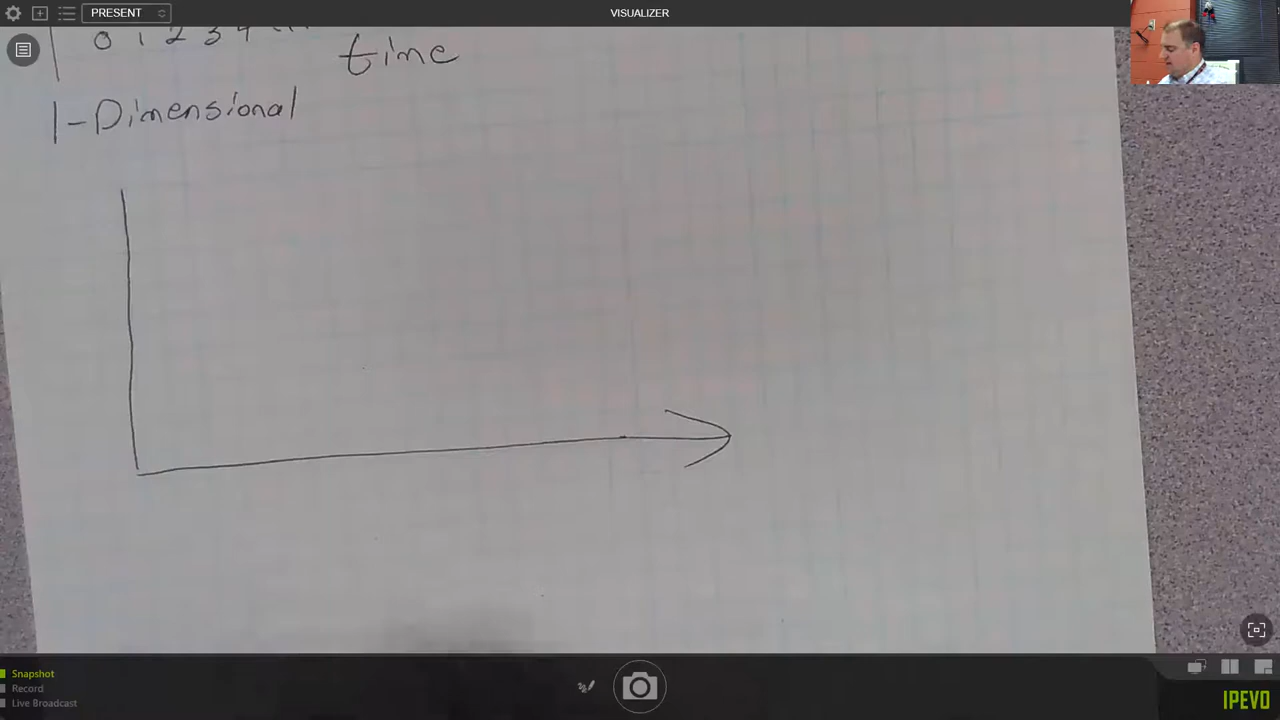 PRESENT
VISUALIZER
0 1 2 3 4
time
1-Dimensional
Snapshot
Record
Live Broadcast
IPEVO